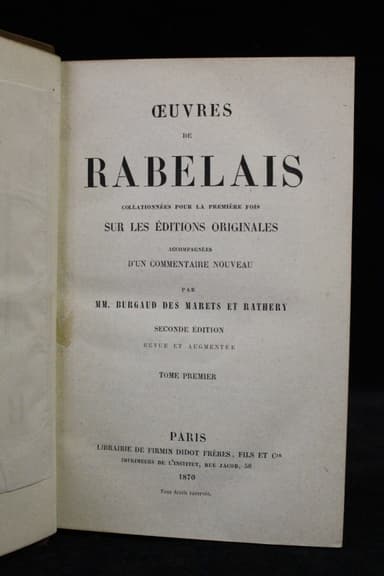 ŒUVRES
DE
RABELAIS
COLLATIONNÉES POUR LA PREMIÈRE FOIS
SUR LES ÉDITIONS ORIGINALES
ACCOMPAGNÉES
D'UN COMMENTAIRE NOUVEAU
PAR
MM. BURGAUD DES MARETS ET RATHERY
SECONDE ÉDITION
REVUE ET AUGMENTÉE
TOME PREMIER
PARIS
LIBRAIRIE DE FIRMIN DIDOT FRÈRES, FILS ET Cie
IMPRIMEURS DE L'INSTITUT, RUE JACOB, 56
1870
Tous droits réservés.